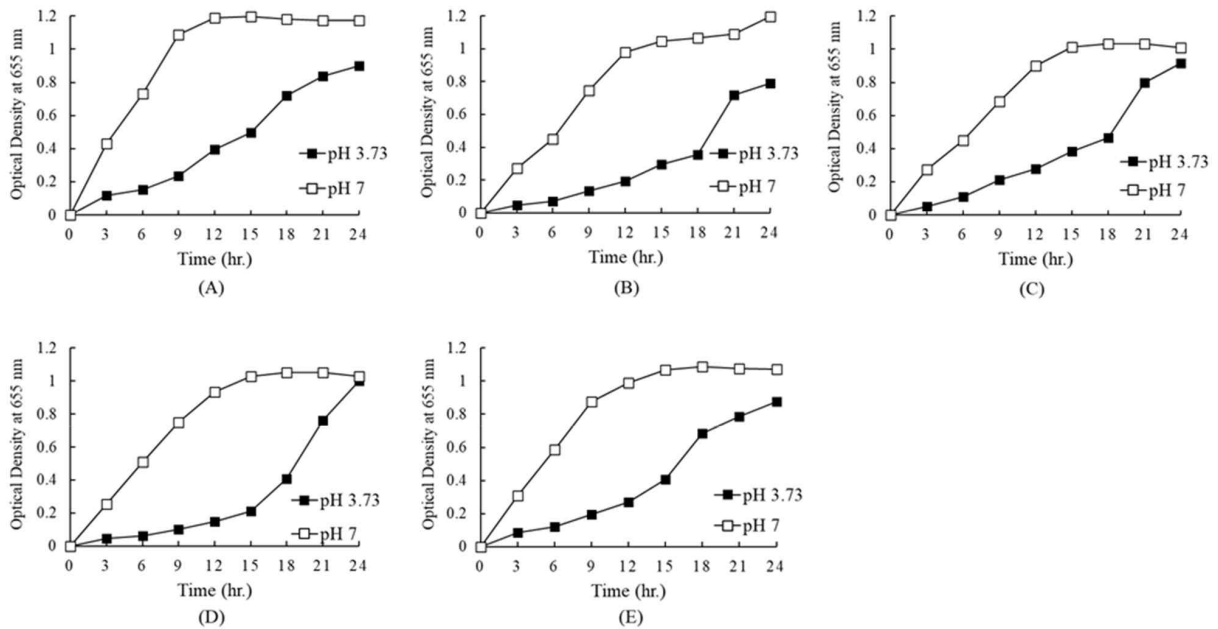 Optical Density at 655 nm
1.2
1
0.8
0.6
0.4
0.2
0
pH 3.73
pH 7
0 3 6 9 12 15 18 21 24
Time (hr.)
(A)
Optical Density at 655 nm
1.2
1
0.8
0.6
0.4
0.2
0
pH 3.73
pH 7
0 3 6 9 12 15 18 21 24
Time (hr.)
(B)
Optical Density at 655 nm
1.2
1
0.8
0.6
0.4
0.2
0
pH 3.73
pH 7
0 3 6 9 12 15 18 21 24
Time (hr.)
(C)
Optical Density at 655 nm
1.2
1
0.8
0.6
0.4
0.2
0
pH 3.73
pH 7
0 3 6 9 12 15 18 21 24
Time (hr.)
(D)
Optical Density at 655 nm
1.2
1
0.8
0.6
0.4
0.2
0
pH 3.73
pH 7
0 3 6 9 12 15 18 21 24
Time (hr.)
(E)